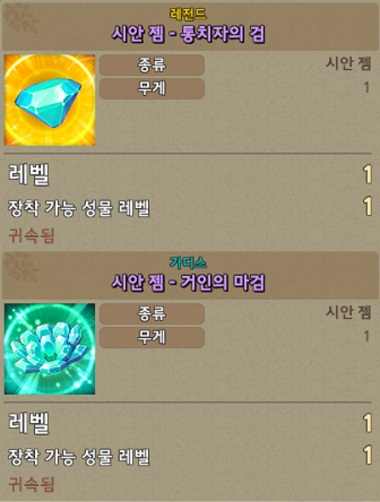 레전드
시안 젬 - 통치자의 검
종류 시안 젬
무게 1
레벨 1
장착 가능 성물 레벨 1
귀속됨
가디스
시안 젬 - 거인의 마검
종류 시안 젬
무게 1
레벨 1
장착 가능 성물 레벨 1
귀속됨